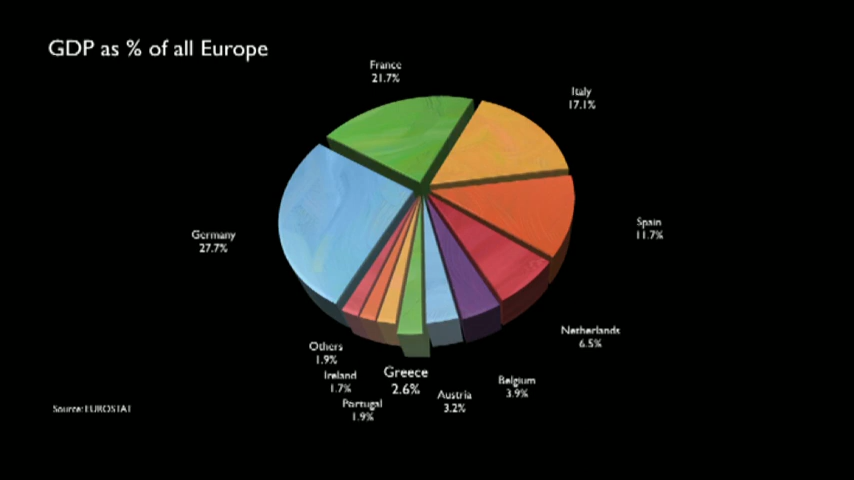 GDP as % of all Europe
France
21.7%
Italy
17.1%
Spain
11.7%
Germany
27.7%
Netherlands
6.5%
Others
1.9%
Ireland
1.7%
Portugal
1.9%
Greece
2.6%
Austria
3.2%
Belgium
3.9%
Source: EUROSTAT